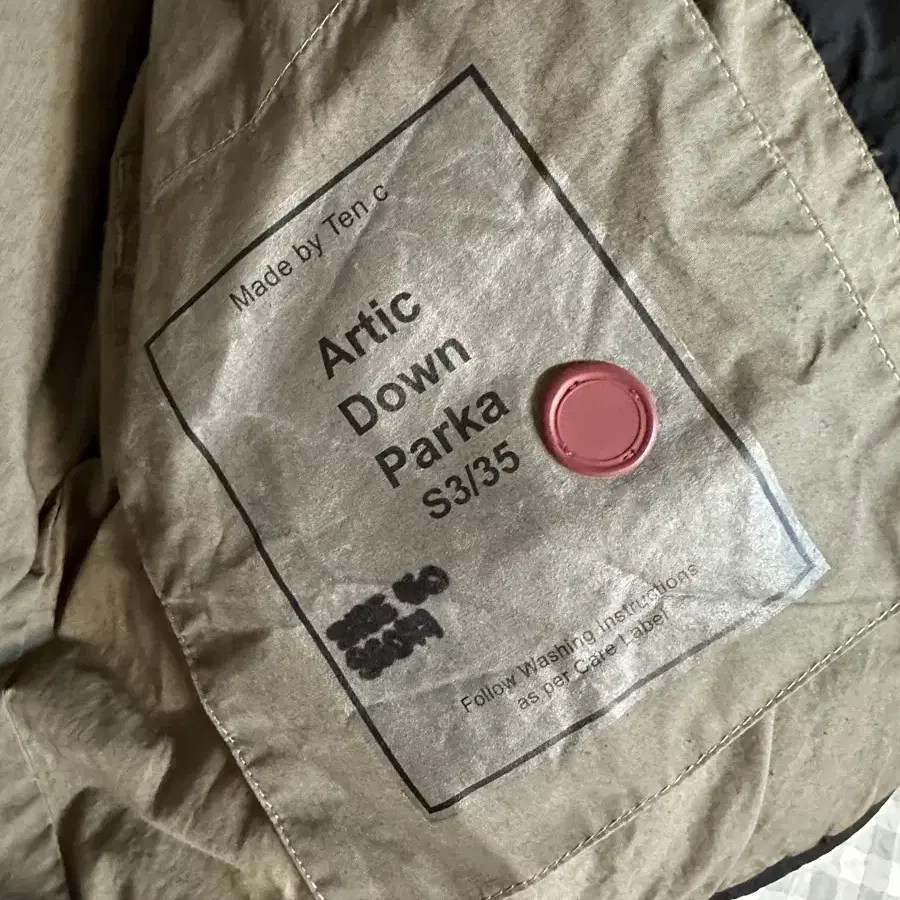 Made by Ten c
Artic
Down
Parka
S3/35
Follow Washing Instructions
as per Care Label